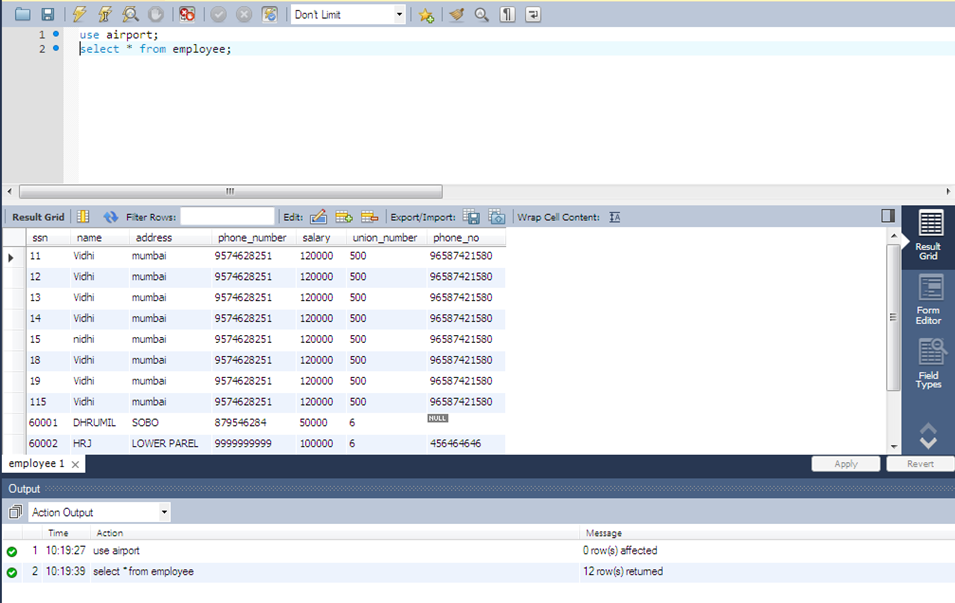 Don't Limit
1 use airport;
2 select * from employee;
Result Grid Filter Rows: Edit: Export/Import: Wrap Cell Content:
ssn name address phone_number salary union_number phone_no
11 Vidhi mumbai 9574628251 120000 500 96587421580
12 Vidhi mumbai 9574628251 120000 500 96587421580
13 Vidhi mumbai 9574628251 120000 500 96587421580
14 Vidhi mumbai 9574628251 120000 500 96587421580
15 nidhi mumbai 9574628251 120000 500 96587421580
18 Vidhi mumbai 9574628251 120000 500 96587421580
19 Vidhi mumbai 9574628251 120000 500 96587421580
115 Vidhi mumbai 9574628251 120000 500 96587421580
60001 DHRUMIL SOBO 879546284 50000 6 NULL
60002 HRJ LOWER PAREL 9999999999 100000 6 456464646
Result
Grid
Form
Editor
Field
Types
employee 1 Apply Revert
Output
Action Output
Time Action Message
1 10:19:27 use airport 0 row(s) affected
2 10:19:39 select * from employee 12 row(s) returned